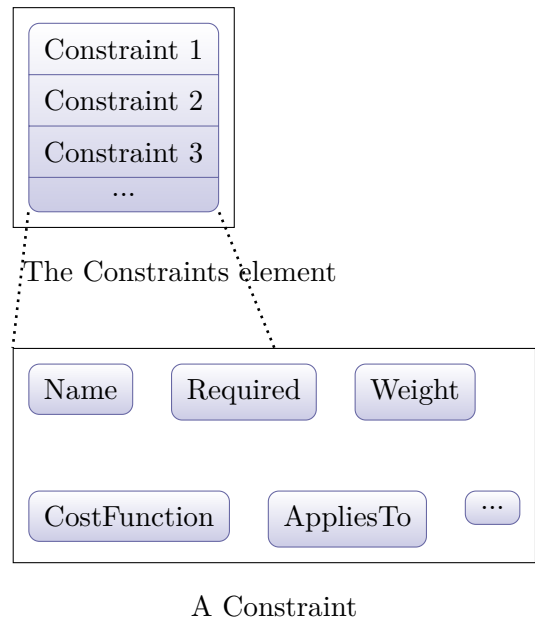 Constraint 1
Constraint 2
Constraint 3
...
The Constraints element
Name Required Weight
CostFunction AppliesTo ...
A Constraint